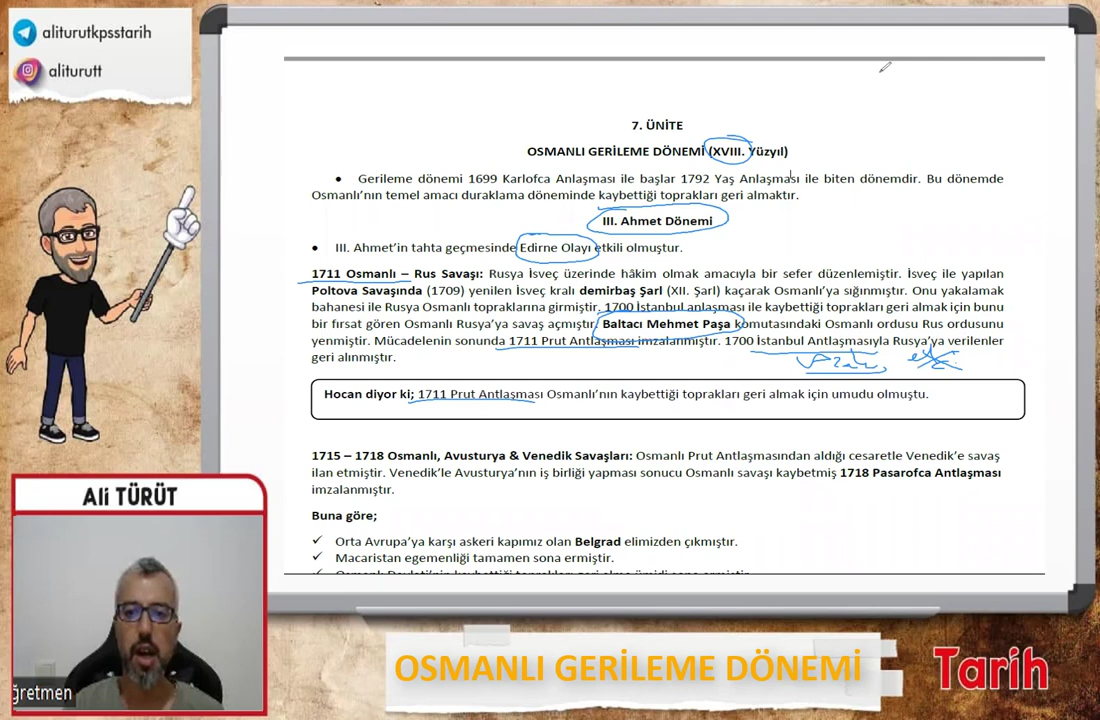 aliturutkpsstarih
aliturutt
7. ÜNİTE
OSMANLI GERİLEME DÖNEMİ (XVIII. Yüzyıl)
• Gerileme dönemi 1699 Karlofca Anlaşması ile başlar 1792 Yaş Anlaşması ile biten dönemdir. Bu dönemde
Osmanlı’nın temel amacı duraklama döneminde kaybettiği toprakları geri almaktır.
III. Ahmet Dönemi
• III. Ahmet’in tahta geçmesinde Edirne Olayı etkili olmuştur.
1711 Osmanlı – Rus Savaşı: Rusya İsveç üzerinde hâkim olmak amacıyla bir sefer düzenlemiştir. İsveç ile yapılan
Poltova Savaşında (1709) yenilen İsveç kralı demirbaş Şarl (XII. Şarl) kaçarak Osmanlı’ya sığınmıştır. Onu yakalamak
bahanesi ile Rusya Osmanlı topraklarına girmiştir. 1700 İstanbul anlaşması ile kaybettiği toprakları geri almak için bunu
bir fırsat gören Osmanlı Rusya’ya savaş açmıştır. Baltacı Mehmet Paşa komutasındaki Osmanlı ordusu Rus ordusunu
yenmiştir. Mücadelenin sonunda 1711 Prut Antlaşması imzalanmıştır. 1700 İstanbul Antlaşmasıyla Rusya’ya verilenler
geri alınmıştır.
Hocan diyor ki; 1711 Prut Antlaşması Osmanlı’nın kaybettiği toprakları geri almak için umudu olmuştu.
1715 – 1718 Osmanlı, Avusturya & Venedik Savaşları: Osmanlı Prut Antlaşmasından aldığı cesaretle Venedik’e savaş
ilan etmiştir. Venedik’le Avusturya’nın iş birliği yapması sonucu Osmanlı savaşı kaybetmiş 1718 Pasarofca Antlaşması
imzalanmıştır.
Buna göre;
✓ Orta Avrupa’ya karşı askeri kapımız olan Belgrad elimizden çıkmıştır.
✓ Macaristan egemenliği tamamen sona ermiştir.
Ali TÜRÜT
ğretmen
OSMANLI GERİLEME DÖNEMİ
Tarih